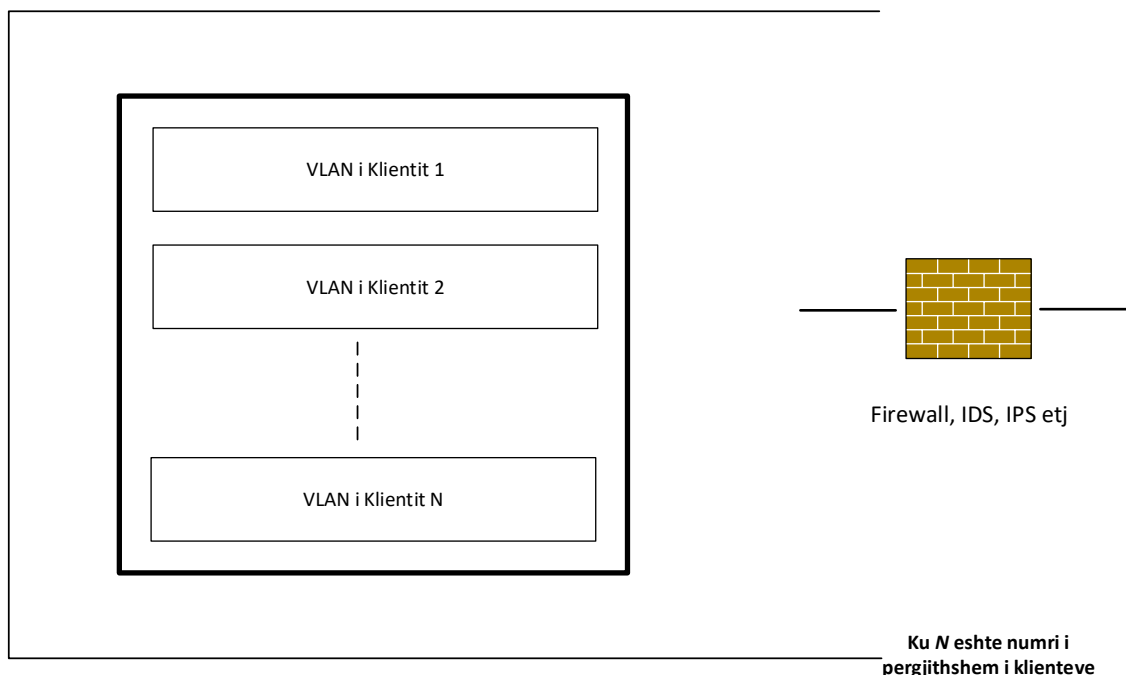 VLAN i Klientit 1
VLAN i Klientit 2
Firewall, IDS, IPS etj
VLAN i Klientit N
Ku N eshte numri i
pergjithshem i klienteve